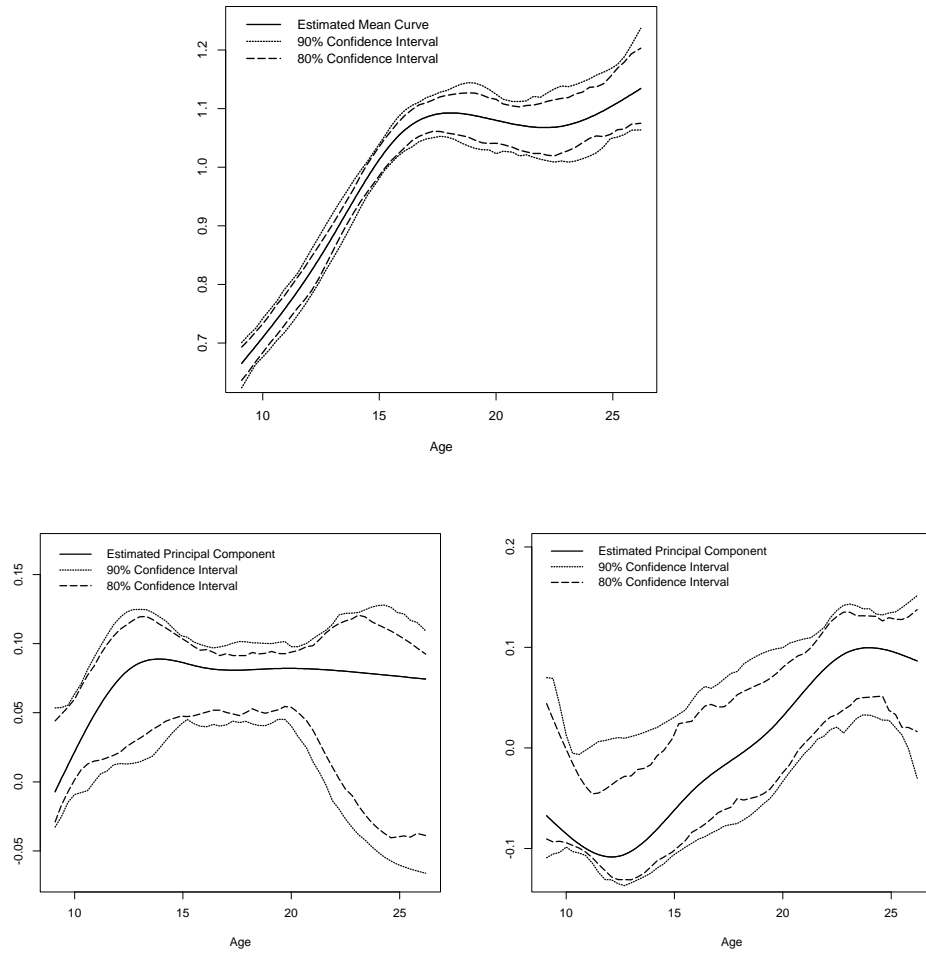 Estimated Mean Curve
90% Confidence Interval
80% Confidence Interval
1.2
1.1
1.0
0.9
0.8
0.7
10 15 20 25
Age
Estimated Principal Component
90% Confidence Interval
80% Confidence Interval
0.15
0.10
0.05
0.0
-0.05
10 15 20 25
Age
Estimated Principal Component
90% Confidence Interval
80% Confidence Interval
0.2
0.1
0.0
-0.1
10 15 20 25
Age